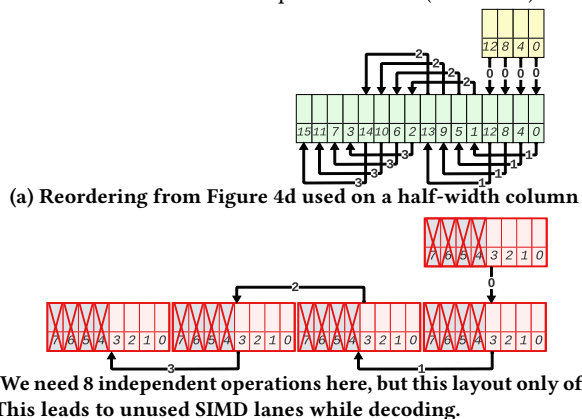 12 8 4 0
0 0 0 0
2
2
2
2
15 11 7 3 14 10 6 2 13 9 5 1 12 8 4 0
3 1
3 1
3 1
3 1
(a) Reordering from Figure 4d used on a half-width column
7 6 5 4 3 2 1 0
0
2
7 6 5 4 3 2 1 0 7 6 5 4 3 2 1 0 7 6 5 4 3 2 1 0 7 6 5 4 3 2 1 0
3 1
We need 8 independent operations here, but this layout only of
This leads to unused SIMD lanes while decoding.